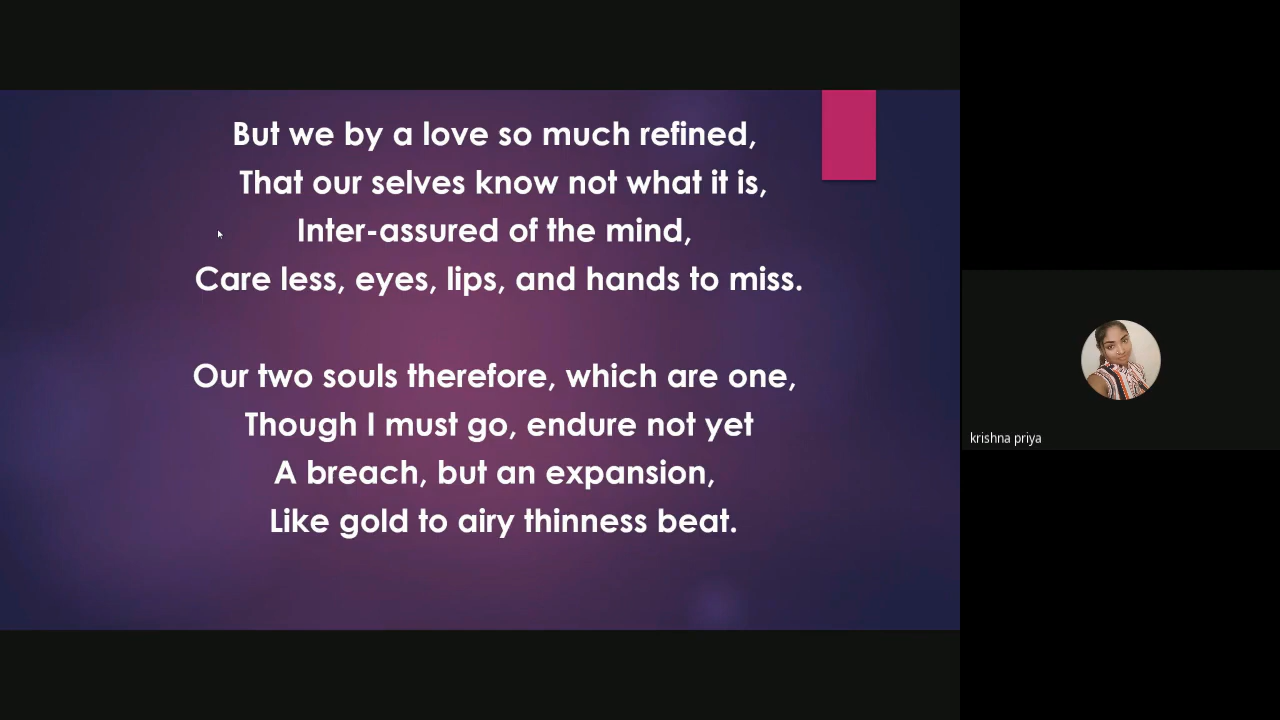 But we by a love so much refined,
That our selves know not what it is,
Inter-assured of the mind,
Care less, eyes, lips, and hands to miss.
Our two souls therefore, which are one,
Though I must go, endure not yet
A breach, but an expansion,
Like gold to airy thinness beat.
krishna priya